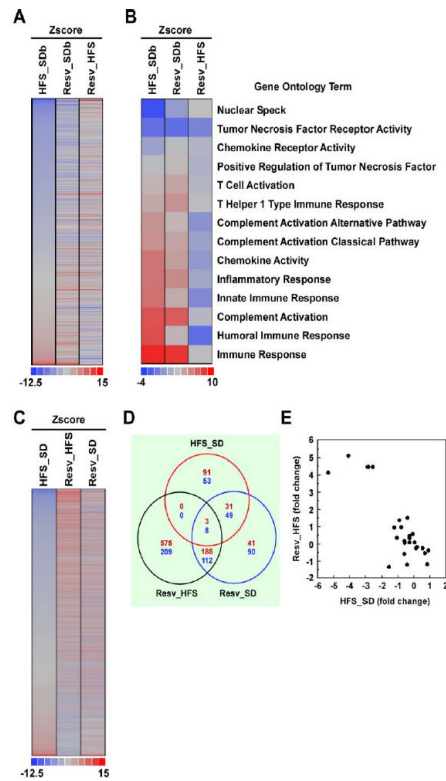 A
Zscore
HFS_SDb
Resv_SDb
Resv_HFS
-12.5
15
B
Zscore
HFS_SDb
Resv_SDb
Resv_HFS
Gene Ontology Term
Nuclear Speck
Tumor Necrosis Factor Receptor Activity
Chemokine Receptor Activity
Positive Regulation of Tumor Necrosis Factor
T Cell Activation
T Helper 1 Type Immune Response
Complement Activation Alternative Pathway
Complement Activation Classical Pathway
Chemokine Activity
Inflammatory Response
Innate Immune Response
Complement Activation
Humoral Immune Response
Immune Response
-4
10
C
Zscore
HFS_SD
Resv_HFS
Resv_SD
-12.5
15
D
HFS_SD
91
53
0
0
31
49
3
8
575
209
188
112
41
90
Resv_HFS
Resv_SD
E
Resv_HFS (fold change)
6
5
4
3
2
1
0
-1
-2
-6 -5 -4 -3 -2 -1 0 1 2
HFS_SD (fold change)